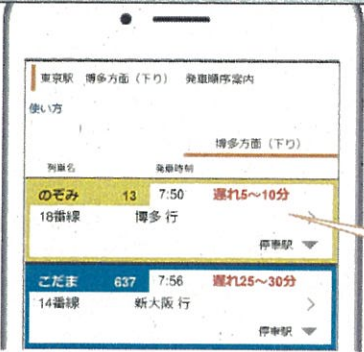 東京駅 博多方面（下り） 発車順序案内
使い方
博多方面（下り）
列車名 発車時刻
のぞみ 13 7:50 遅れ5～10分
18番線 博多 行
停車駅
こだま 637 7:56 遅れ25～30分
14番線 新大阪 行
停車駅